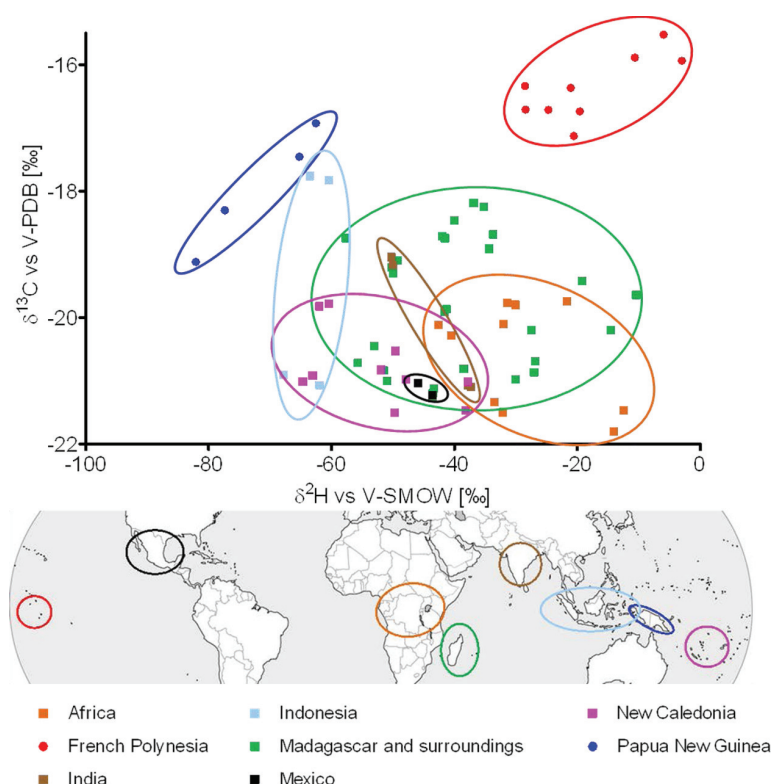 -16
-18
-20
-22
δ13C vs V-PDB [‰]
-100 -80 -60 -40 -20 0
δ2H vs V-SMOW [‰]
Africa Indonesia New Caledonia
French Polynesia Madagascar and surroundings Papua New Guinea
India Mexico